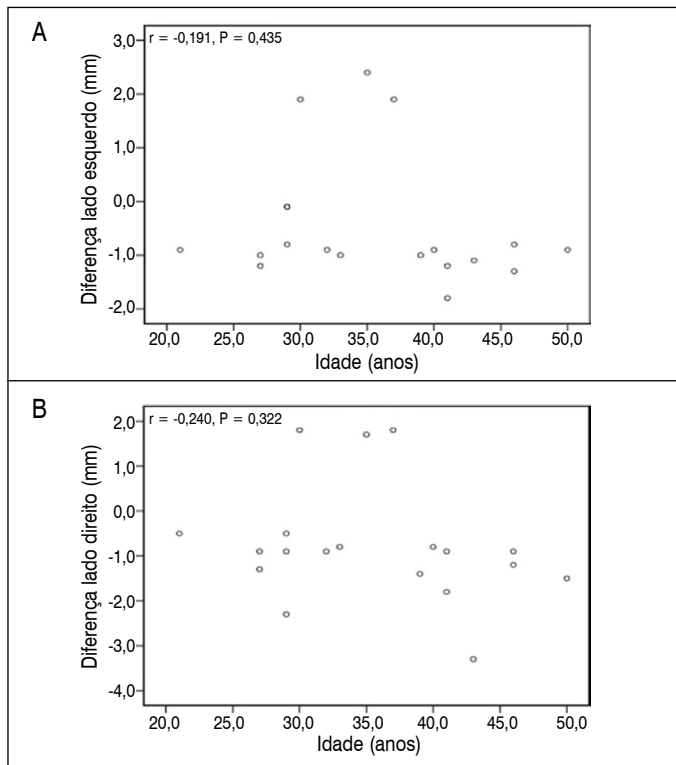 A
r = -0,191, P = 0,435
Diferença lado esquerdo (mm)
3,0
2,0
1,0
0,0
-1,0
-2,0
20,0 25,0 30,0 35,0 40,0 45,0 50,0
Idade (anos)
B
r = -0,240, P = 0,322
Diferença lado direito (mm)
2,0
1,0
0,0
-1,0
-2,0
-3,0
-4,0
20,0 25,0 30,0 35,0 40,0 45,0 50,0
Idade (anos)